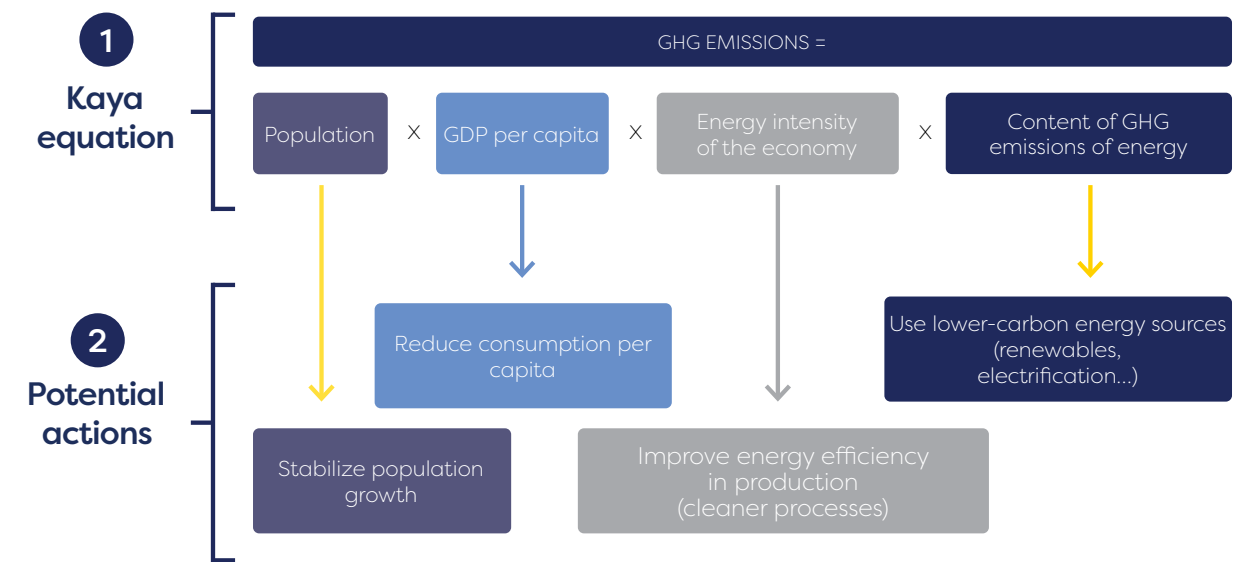 1
Kaya
equation
GHG EMISSIONS =
Population
x
GDP per capita
x
Energy intensity
of the economy
x
Content of GHG
emissions of energy
2
Potential
actions
Reduce consumption per
capita
Use lower-carbon energy sources
(renewables,
electrification...)
Stabilize population
growth
Improve energy efficiency
in production
(cleaner processes)